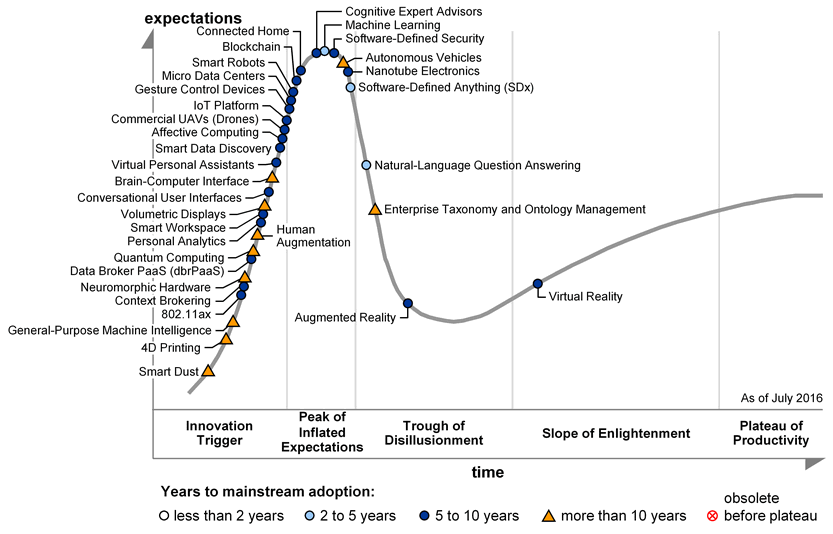 expectations
Cognitive Expert Advisors
Machine Learning
Software-Defined Security
Connected Home
Blockchain
Autonomous Vehicles
Smart Robots
Nanotube Electronics
Micro Data Centers
Gesture Control Devices
Software-Defined Anything (SDx)
IoT Platform
Commercial UAVs (Drones)
Affective Computing
Smart Data Discovery
Virtual Personal Assistants
Natural-Language Question Answering
Brain-Computer Interface
Conversational User Interfaces
Volumetric Displays
Enterprise Taxonomy and Ontology Management
Smart Workspace
Personal Analytics
Human
Augmentation
Quantum Computing
Data Broker PaaS (dbrPaaS)
Neuromorphic Hardware
Context Brokering
Virtual Reality
802.11ax
Augmented Reality
General-Purpose Machine Intelligence
4D Printing
Smart Dust
As of July 2016
Innovation
Trigger
Peak of
Inflated
Expectations
Trough of
Disillusionment
Slope of Enlightenment
Plateau of
Productivity
time
Years to mainstream adoption:
less than 2 years
2 to 5 years
5 to 10 years
more than 10 years
obsolete
before plateau